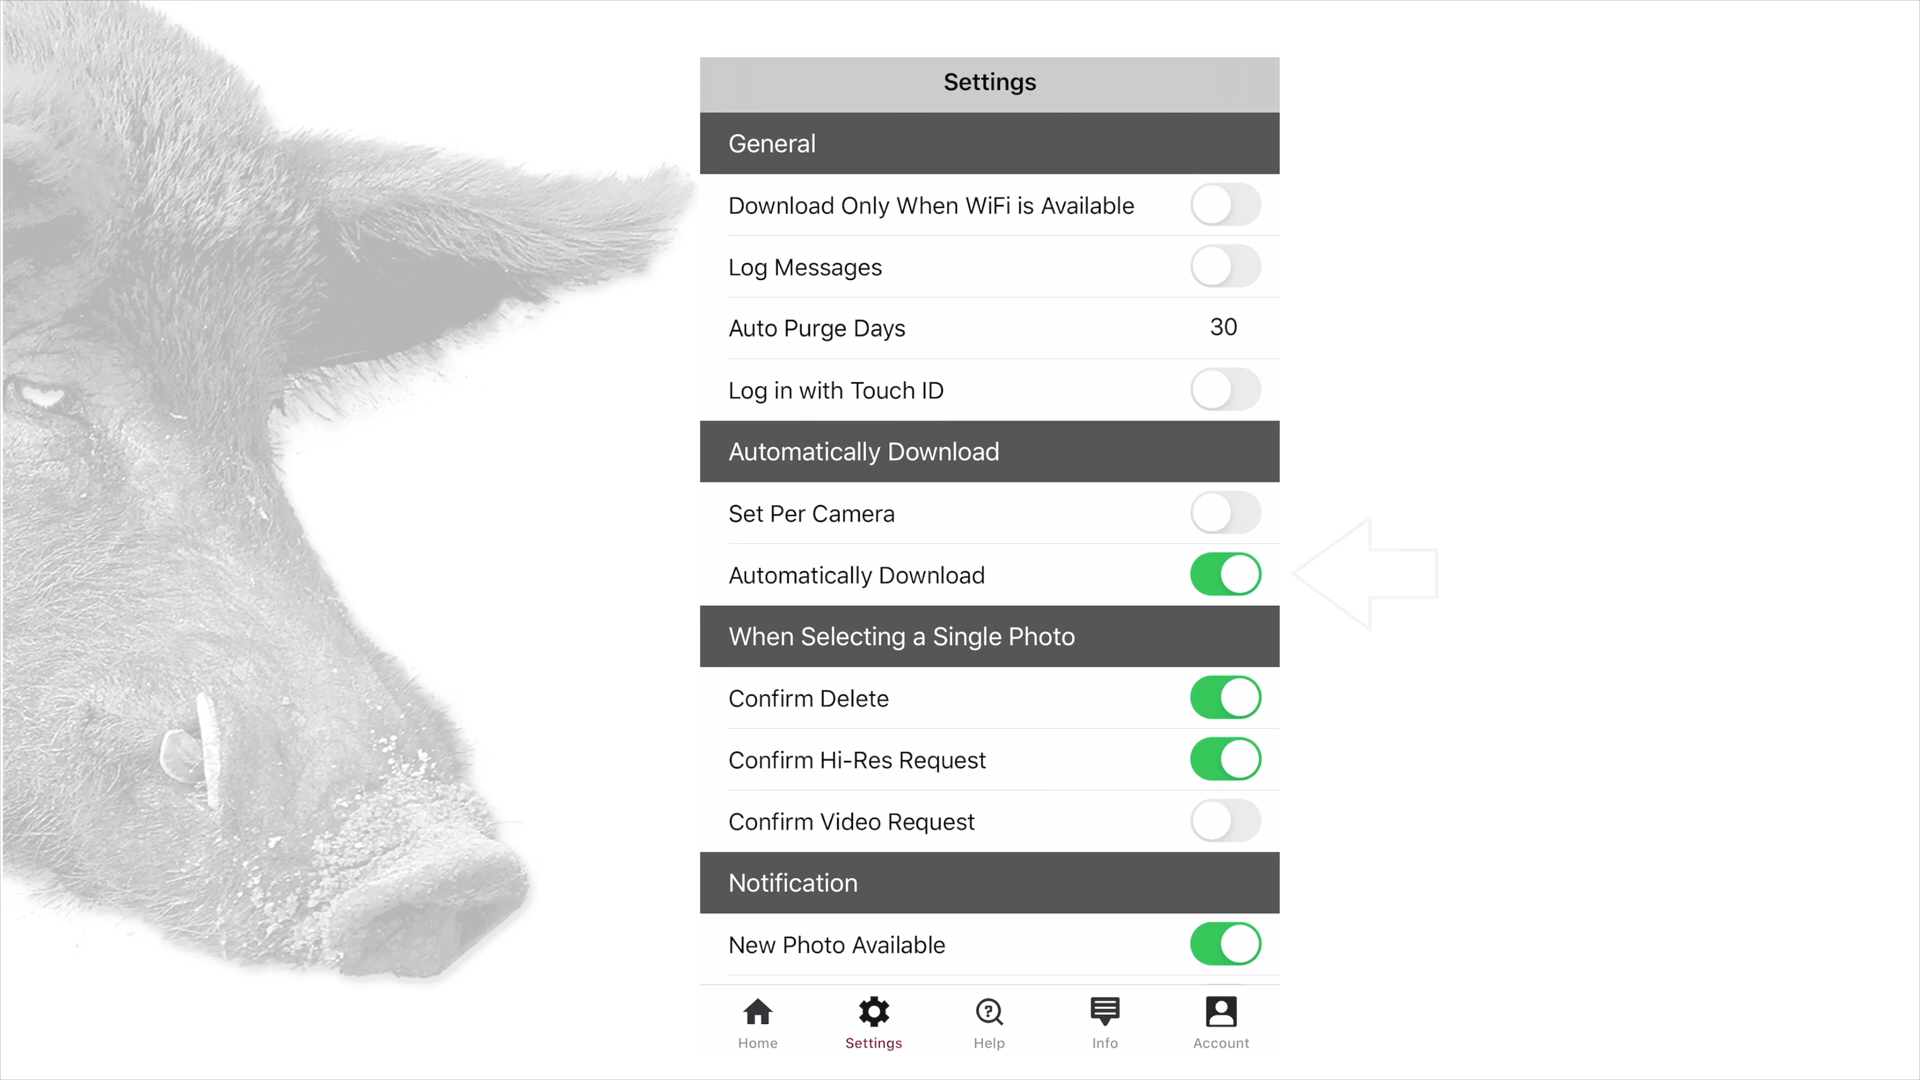 Settings
General
Download Only When WiFi is Available
Log Messages
Auto Purge Days 30
Log in with Touch ID
Automatically Download
Set Per Camera
Automatically Download
When Selecting a Single Photo
Confirm Delete
Confirm Hi-Res Request
Confirm Video Request
Notification
New Photo Available
Home Settings Help Info Account